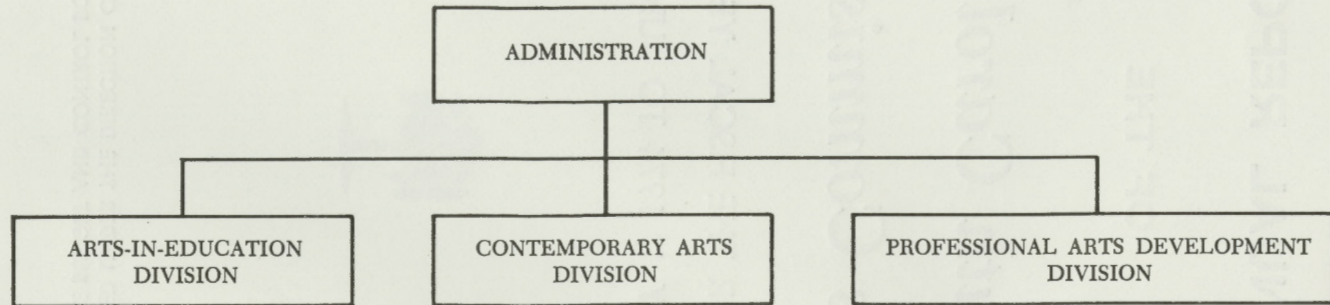 ADMINISTRATION
ARTS-IN-EDUCATION
DIVISION
CONTEMPORARY ARTS
DIVISION
PROFESSIONAL ARTS DEVELOPMENT
DIVISION